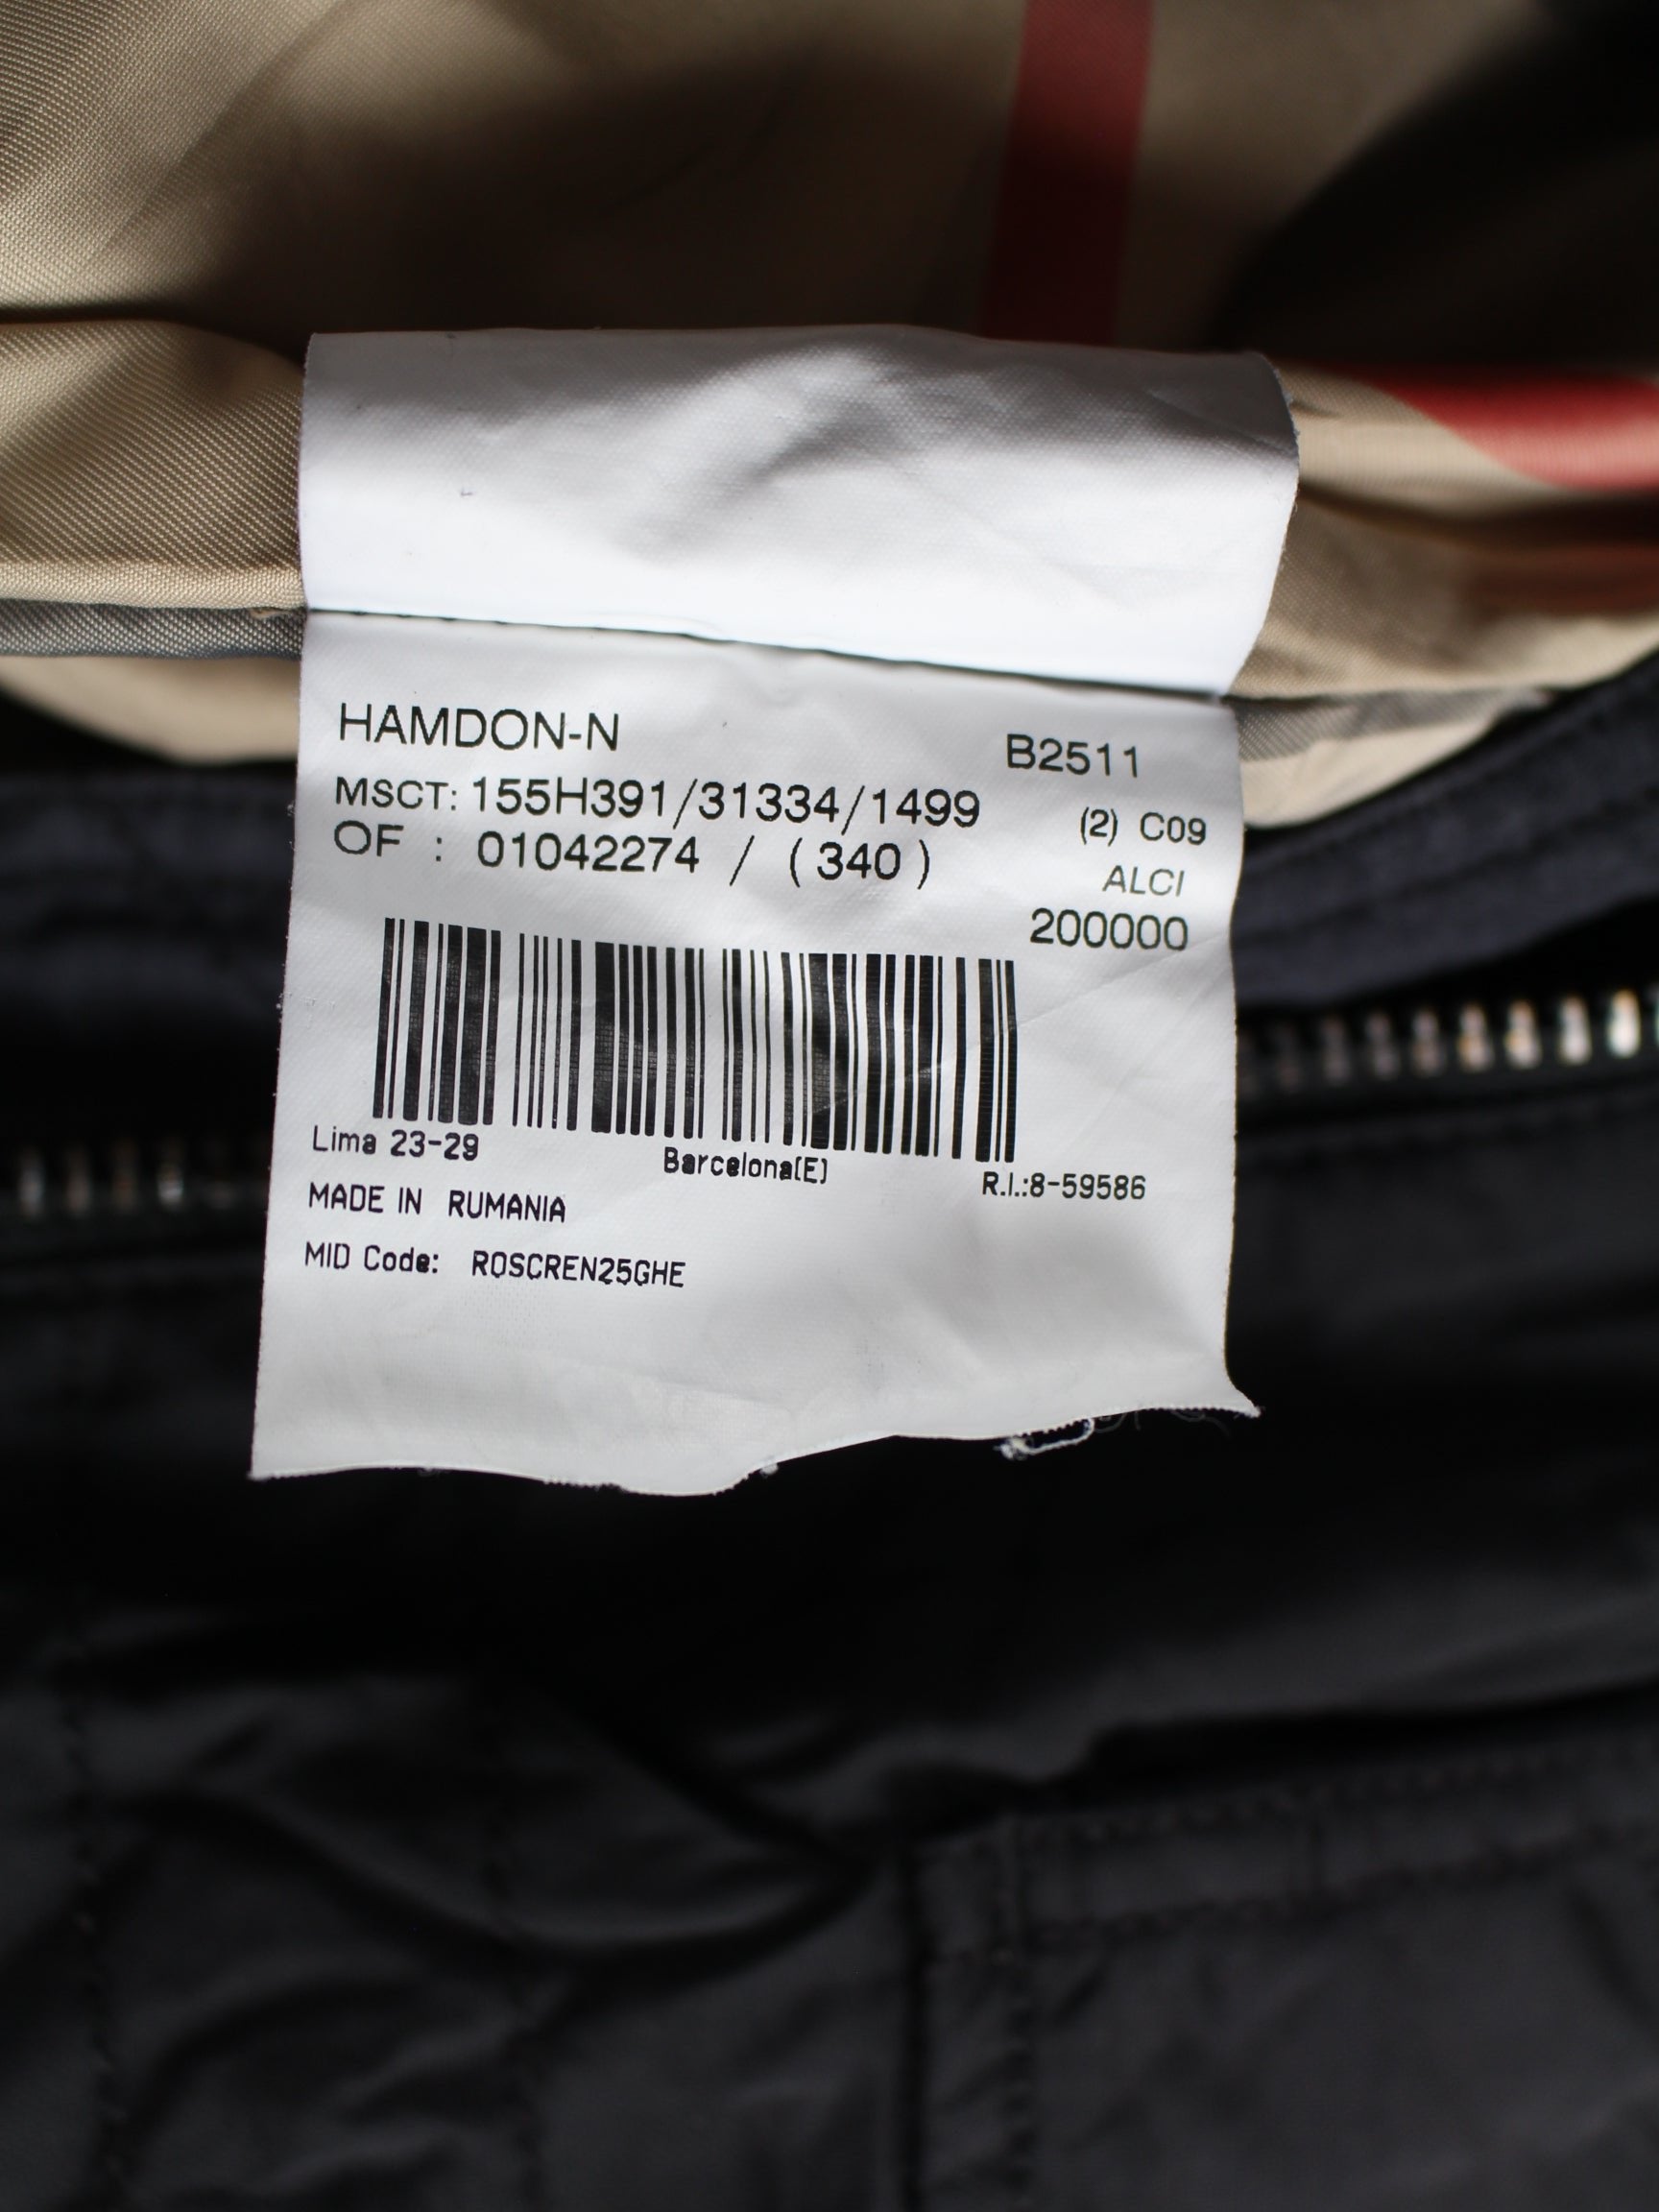 HAMDON-N B2511
MSCT: 155H391/31334/1499 (2) C09
OF : 01042274 / (340) ALCI
200000
Lima 23-29 Barcelona(E) R.I.:8-59586
MADE IN RUMANIA
MID Code: ROSCREN25GHE